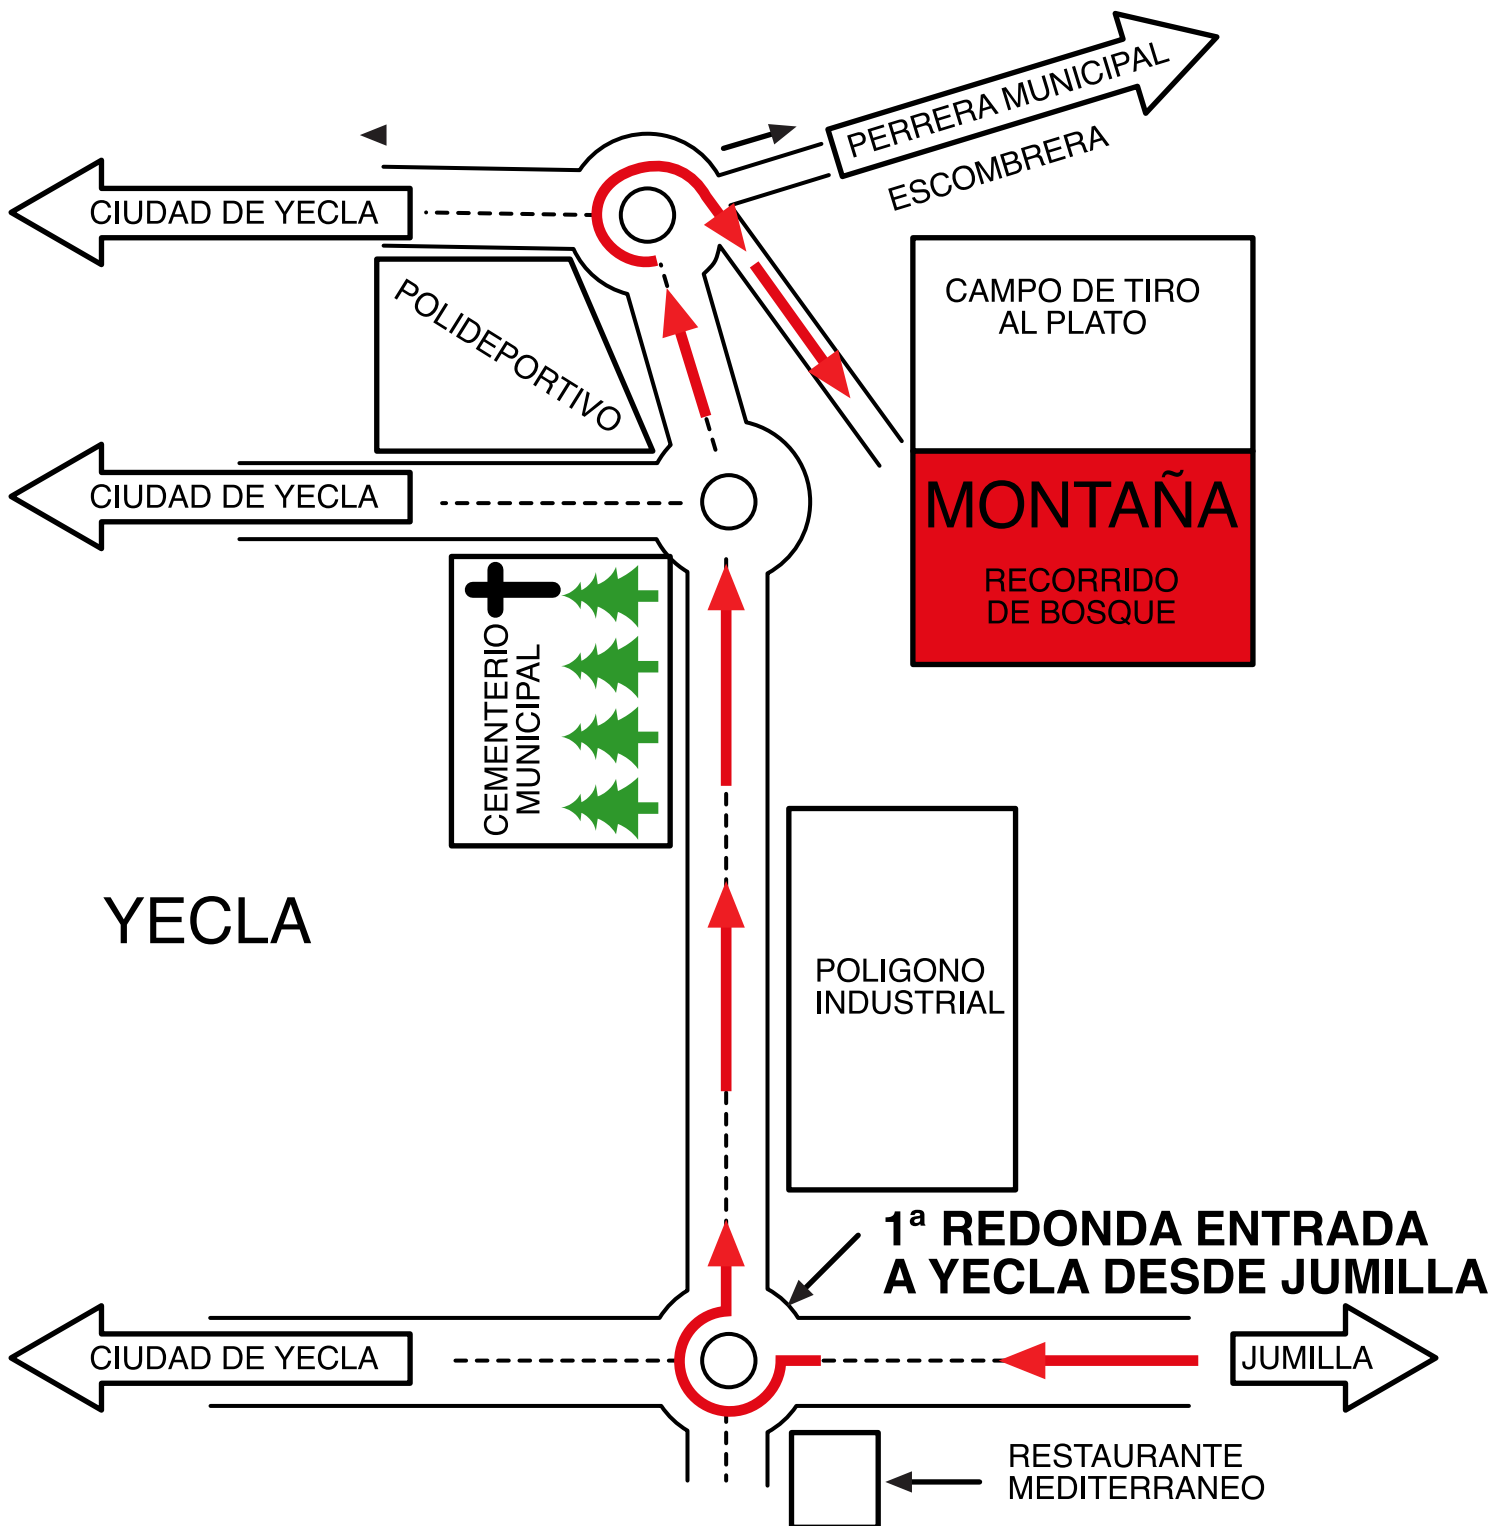 PERRERA MUNICIPAL
ESCOMBRERA
CIUDAD DE YECLA
POLIDEPORTIVO
CAMPO DE TIRO
AL PLATO
CIUDAD DE YECLA
MONTAÑA
RECORRIDO
DE BOSQUE
CEMENTERIO
MUNICIPAL
YECLA
POLIGONO
INDUSTRIAL
1ª REDONDA ENTRADA
A YECLA DESDE JUMILLA
CIUDAD DE YECLA
JUMILLA
RESTAURANTE
MEDITERRANEO